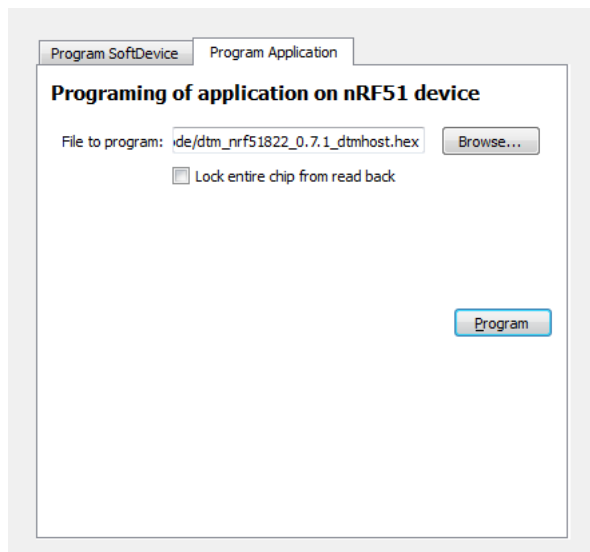 Program SoftDevice Program Application
Programing of application on nRF51 device
File to program: ode/dtm_nrf51822_0.7.1_dtmhost.hex Browse...
Lock entire chip from read back
Program